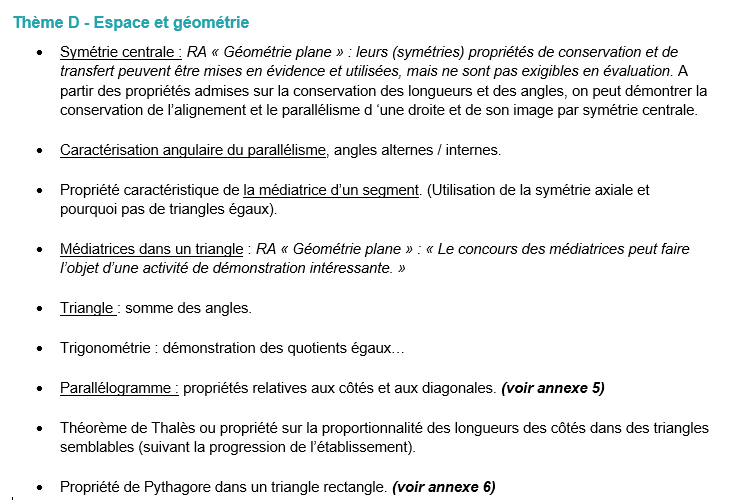 Thème D - Espace et géométrie
• Symétrie centrale : RA « Géométrie plane » : leurs (symétries) propriétés de conservation et de
transfert peuvent être mises en évidence et utilisées, mais ne sont pas exigibles en évaluation. A
partir des propriétés admises sur la conservation des longueurs et des angles, on peut démontrer la
conservation de l’alignement et le parallélisme d ‘une droite et de son image par symétrie centrale.
• Caractérisation angulaire du parallélisme, angles alternes / internes.
• Propriété caractéristique de la médiatrice d’un segment. (Utilisation de la symétrie axiale et
pourquoi pas de triangles égaux).
• Médiatrices dans un triangle : RA « Géométrie plane » : « Le concours des médiatrices peut faire
l’objet d’une activité de démonstration intéressante. »
• Triangle : somme des angles.
• Trigonométrie : démonstration des quotients égaux…
• Parallélogramme : propriétés relatives aux côtés et aux diagonales. (voir annexe 5)
• Théorème de Thalès ou propriété sur la proportionnalité des longueurs des côtés dans des triangles
semblables (suivant la progression de l’établissement).
• Propriété de Pythagore dans un triangle rectangle. (voir annexe 6)